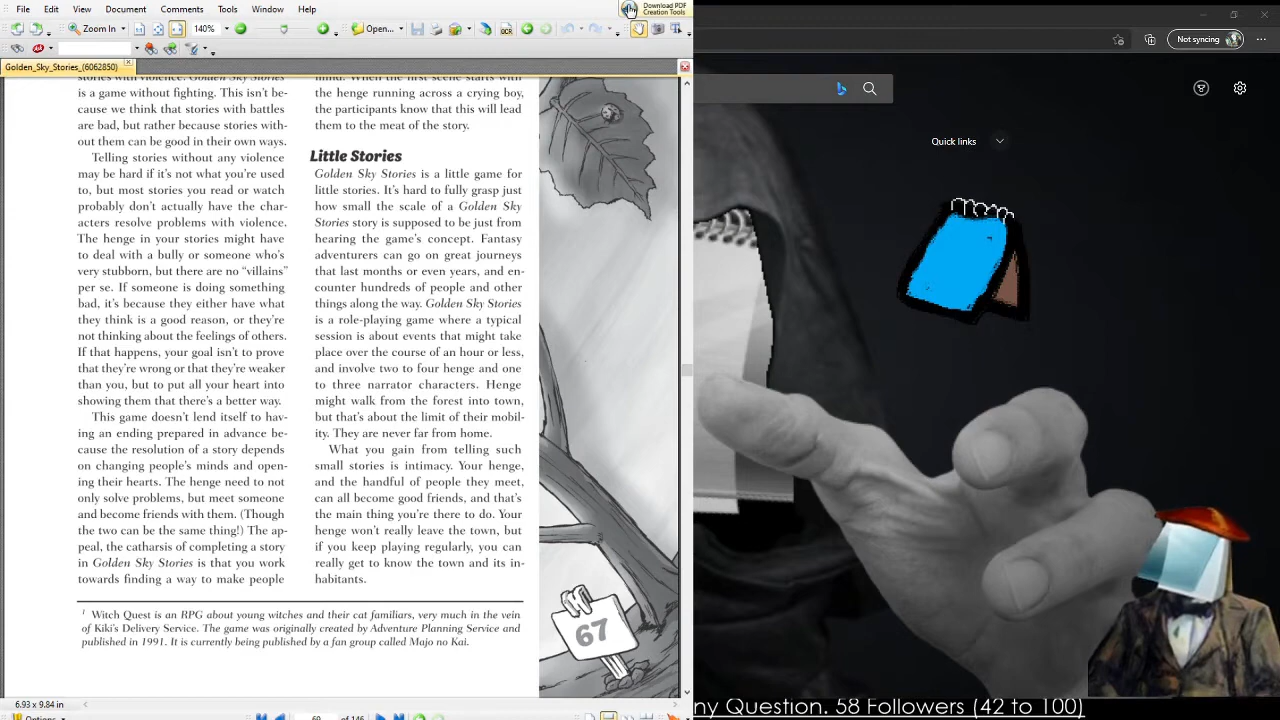 File Edit View Document Comments Forms Tools Window Help
Download PDF
Creation Tools
Zoom In 140% Open... OCR
Golden_Sky_Stories_(6062850)
Not syncing
Quick links
stories with violence. Golden Sky Stories
is a game without fighting. This isn't be-
cause we think that stories with battles
are bad, but rather because stories with-
out them can be good in their own ways.
Telling stories without any violence
may be hard if it's not what you're used
to, but most stories you read or watch
probably don't actually have the char-
acters resolve problems with violence.
The henge in your stories might have
to deal with a bully or someone who's
very stubborn, but there are no "villains"
per se. If someone is doing something
bad, it's because they either have what
they think is a good reason, or they're
not thinking about the feelings of others.
If that happens, your goal isn't to prove
that they're wrong or that they're weaker
than you, but to put all your heart into
showing them that there's a better way.
This game doesn't lend itself to hav-
ing an ending prepared in advance be-
cause the resolution of a story depends
on changing people's minds and open-
ing their hearts. The henge need to not
only solve problems, but meet someone
and become friends with them. (Though
the two can be the same thing!) The ap-
peal, the catharsis of completing a story
in Golden Sky Stories is that you work
towards finding a way to make people
mind. When the first scene starts with
the henge running across a crying boy,
the participants know that this will lead
them to the meat of the story.
Little Stories
Golden Sky Stories is a little game for
little stories. It's hard to fully grasp just
how small the scale of a Golden Sky
Stories story is supposed to be just from
hearing the game's concept. Fantasy
adventurers can go on great journeys
that last months or even years, and en-
counter hundreds of people and other
things along the way. Golden Sky Stories
is a role-playing game where a typical
session is about events that might take
place over the course of an hour or less,
and involve two to four henge and one
to three narrator characters. Henge
might walk from the forest into town,
but that's about the limit of their mobil-
ity. They are never far from home.
What you gain from telling such
small stories is intimacy. Your henge,
and the handful of people they meet,
can all become good friends, and that's
the main thing you're there to do. Your
henge won't really leave the town, but
if you keep playing regularly, you can
really get to know the town and its in-
habitants.
1 Witch Quest is an RPG about young witches and their cat familiars, very much in the vein
of Kiki's Delivery Service. The game was originally created by Adventure Planning Service and
published in 1991. It is currently being published by a fan group called Majo no Kai.
67
6.93 x 9.84 in
Options 69 of 146
ny Question. 58 Followers (42 to 100)